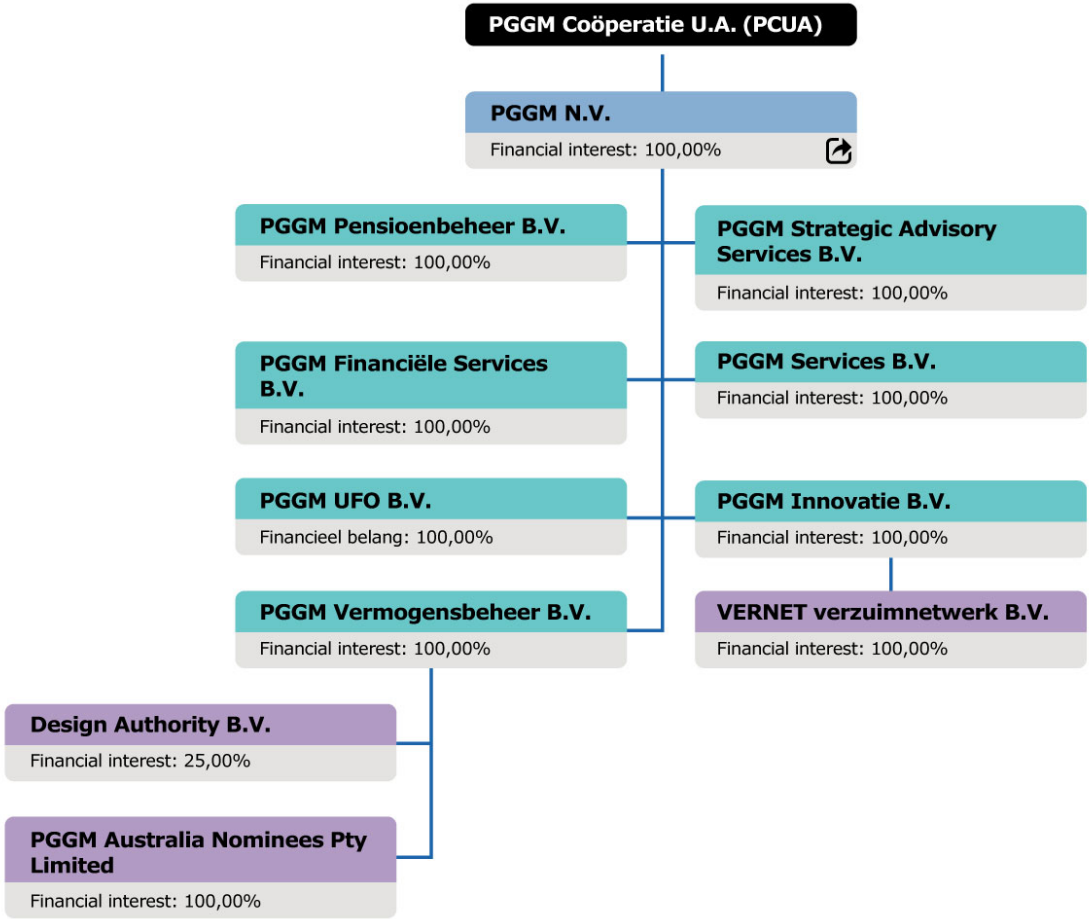 PGGM Coöperatie U.A. (PCUA)
PGGM N.V.
Financial interest: 100,00%
PGGM Pensioenbeheer B.V.
Financial interest: 100,00%
PGGM Strategic Advisory
Services B.V.
Financial interest: 100,00%
PGGM Financiële Services
B.V.
Financial interest: 100,00%
PGGM Services B.V.
Financial interest: 100,00%
PGGM UFO B.V.
Financieel belang: 100,00%
PGGM Innovatie B.V.
Financial interest: 100,00%
PGGM Vermogensbeheer B.V.
Financial interest: 100,00%
VERNET verzuimnetwerk B.V.
Financial interest: 100,00%
Design Authority B.V.
Financial interest: 25,00%
PGGM Australia Nominees Pty
Limited
Financial interest: 100,00%